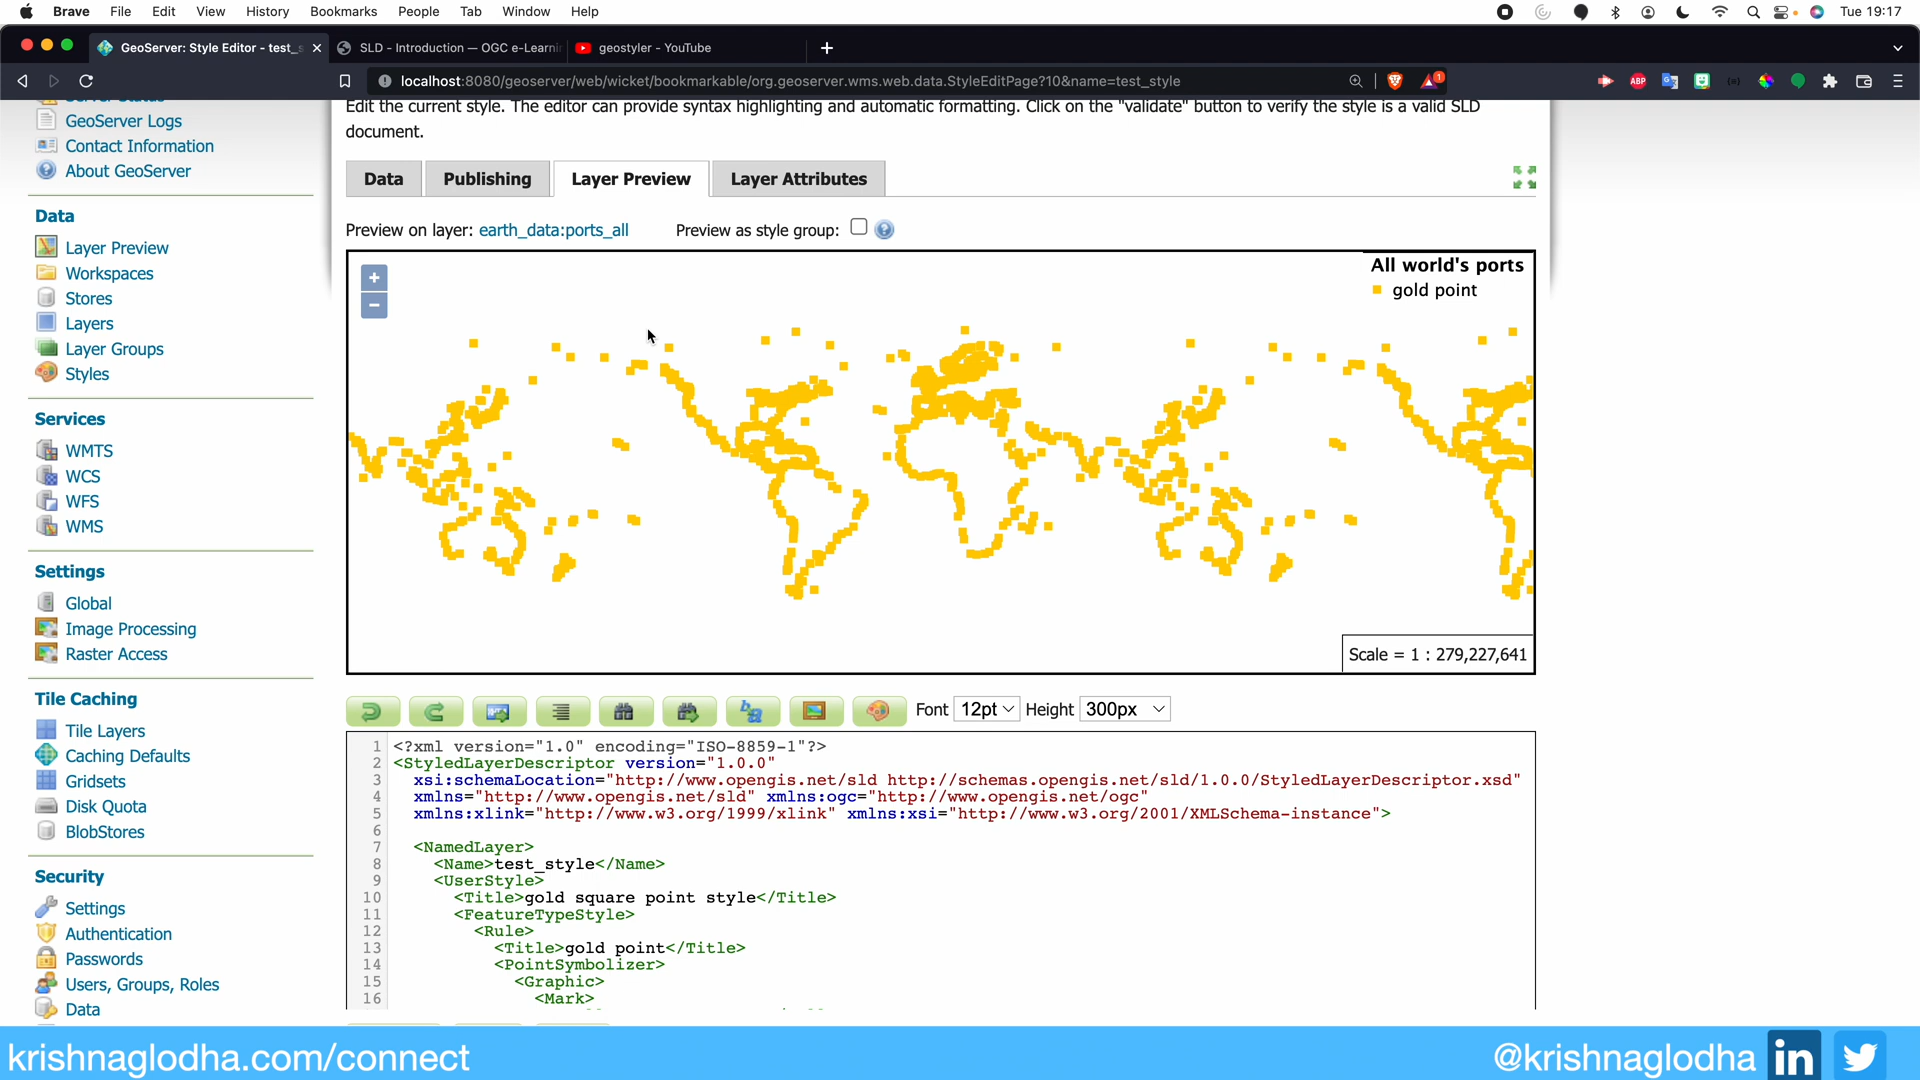 Brave File Edit View History Bookmarks People Tab Window Help
Tue 19:17
GeoServer: Style Editor - test_s
SLD - Introduction — OGC e-Learni
geostyler - YouTube
localhost:8080/geoserver/web/wicket/bookmarkable/org.geoserver.wms.web.data.StyleEditPage?10&name=test_style
ABP
1
Server Status
GeoServer Logs
Contact Information
About GeoServer
Data
Layer Preview
Workspaces
Stores
Layers
Layer Groups
Styles
Services
WMTS
WCS
WFS
WMS
Settings
Global
Image Processing
Raster Access
Tile Caching
Tile Layers
Caching Defaults
Gridsets
Disk Quota
BlobStores
Security
Settings
Authentication
Passwords
Users, Groups, Roles
Data
Edit the current style. The editor can provide syntax highlighting and automatic formatting. Click on the "validate" button to verify the style is a valid SLD
document.
Data Publishing Layer Preview Layer Attributes
Preview on layer: earth_data:ports_all Preview as style group:
+
−
All world's ports
gold point
Scale = 1 : 279,227,641
Font 12pt Height 300px
1 <?xml version="1.0" encoding="ISO-8859-1"?>
2 <StyledLayerDescriptor version="1.0.0"
3 xsi:schemaLocation="http://www.opengis.net/sld http://schemas.opengis.net/sld/1.0.0/StyledLayerDescriptor.xsd"
4 xmlns="http://www.opengis.net/sld" xmlns:ogc="http://www.opengis.net/ogc"
5 xmlns:xlink="http://www.w3.org/1999/xlink" xmlns:xsi="http://www.w3.org/2001/XMLSchema-instance">
6
7 <NamedLayer>
8 <Name>test_style</Name>
9 <UserStyle>
10 <Title>gold square point style</Title>
11 <FeatureTypeStyle>
12 <Rule>
13 <Title>gold point</Title>
14 <PointSymbolizer>
15 <Graphic>
16 <Mark>
krishnaglodha.com/connect
@krishnaglodha in